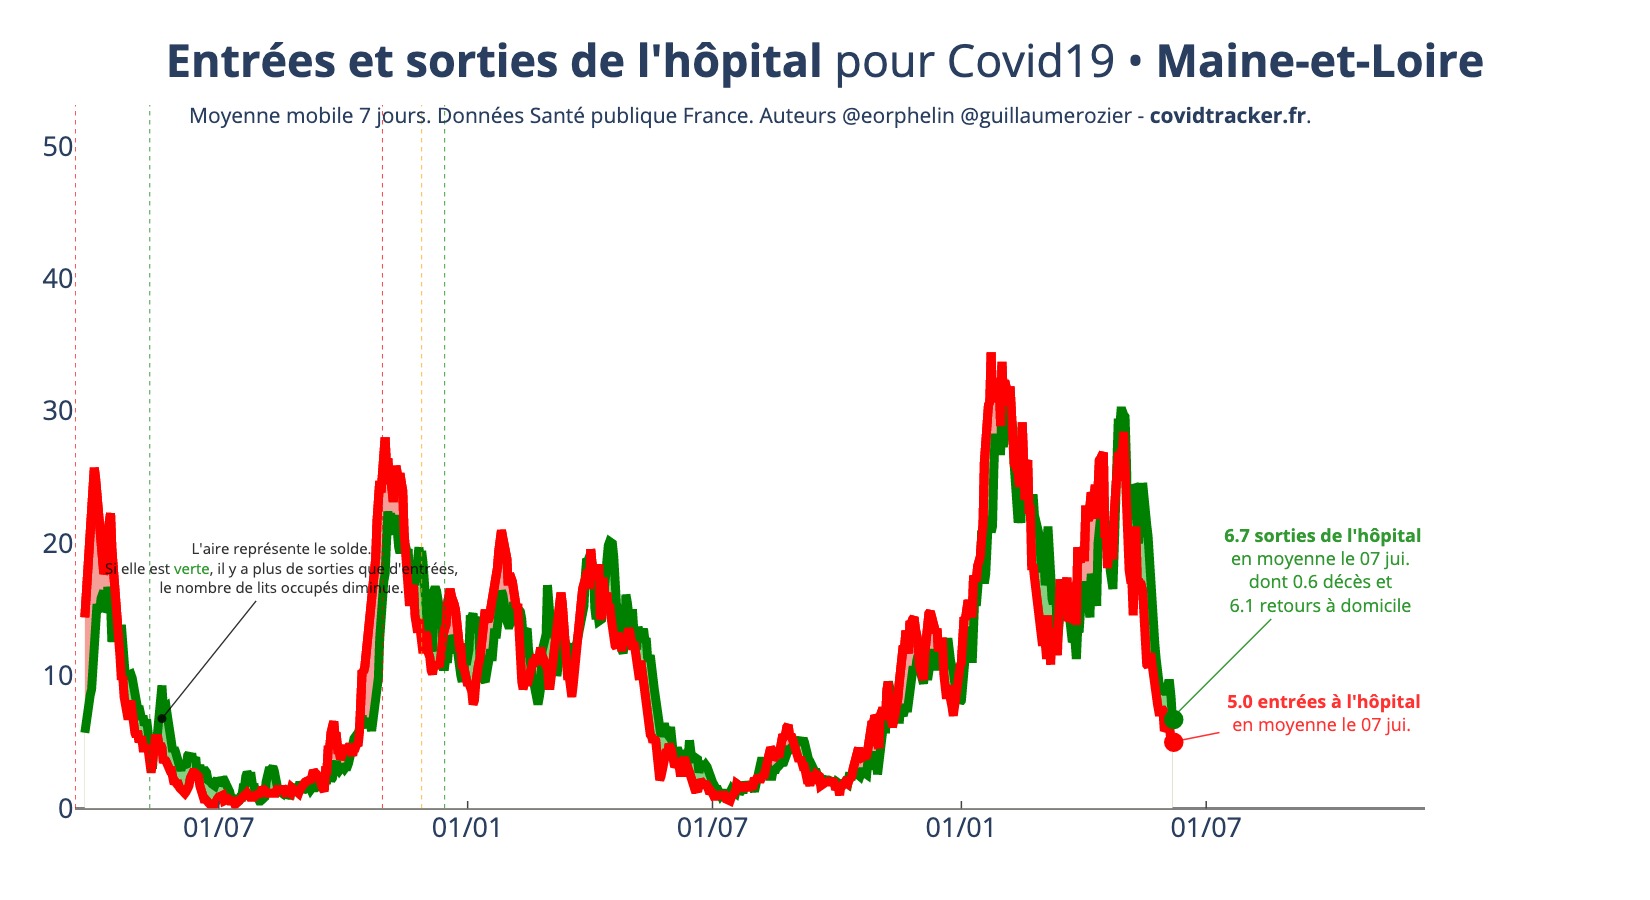 Entrées et sorties de l'hôpital pour Covid19 • Maine-et-Loire
Moyenne mobile 7 jours. Données Santé publique France. Auteurs @eorphelin @guillaumerozier - covidtracker.fr.
50
40
30
20
10
0
L'aire représente le solde.
Si elle est verte, il y a plus de sorties que d'entrées,
le nombre de lits occupés diminue.
6.7 sorties de l'hôpital
en moyenne le 07 jui.
dont 0.6 décès et
6.1 retours à domicile
5.0 entrées à l'hôpital
en moyenne le 07 jui.
01/07
01/01
01/07
01/01
01/07